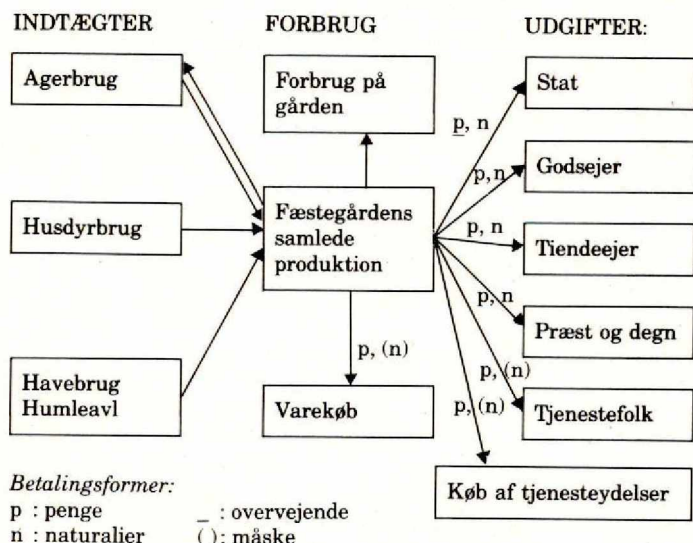 INDTÆGTER
FORBRUG
UDGIFTER:
Agerbrug
Husdyrbrug
Havebrug
Humleavl
Forbrug på
gården
Fæstegårdens
samlede
produktion
p, (n)
Varekøb
p, n
Stat
p, n
Godsejer
p, n
Tiendeejer
p, n
Præst og degn
p, (n)
Tjenestefolk
p, (n)
Køb af tjenesteydelser
Betalingsformer:
p : penge
_ : overvejende
n : naturalier
( ): måske